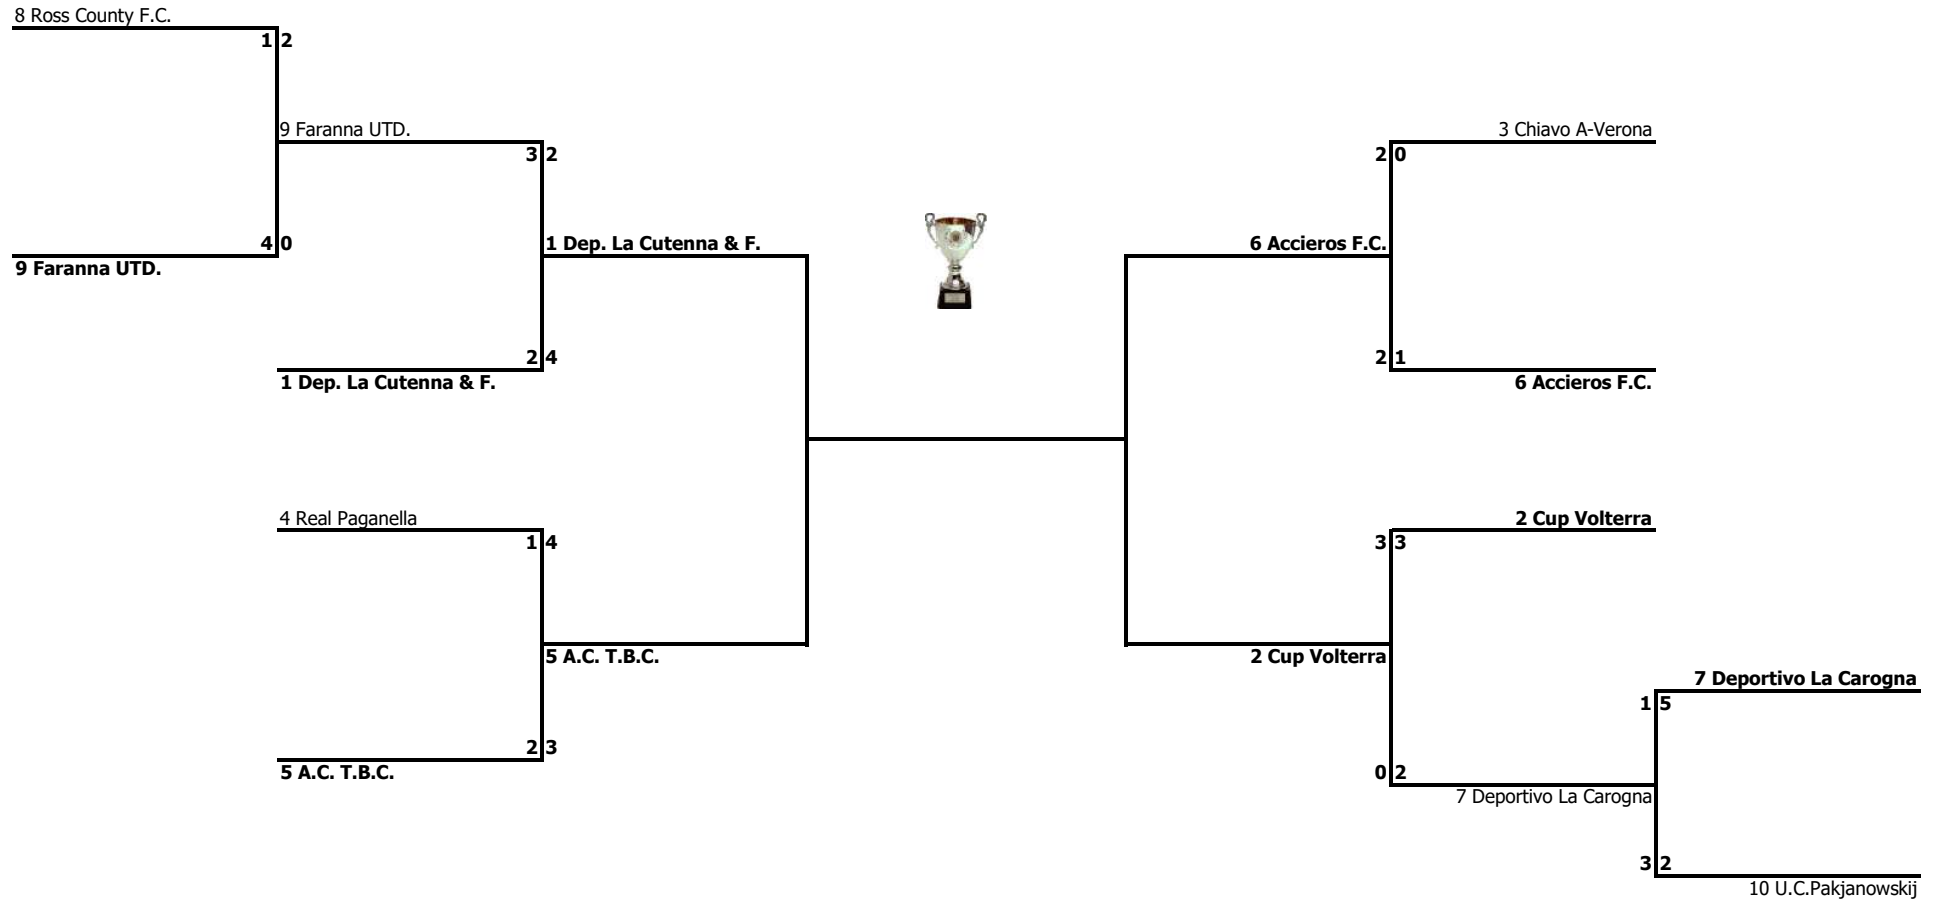 8 Ross County F.C.
1 2
9 Faranna UTD.
3 Chiavo A-Verona
3 2
2 0
4 0
1 Dep. La Cutenna & F.
6 Accieros F.C.
9 Faranna UTD.
2 4
2 1
1 Dep. La Cutenna & F.
6 Accieros F.C.
4 Real Paganella
2 Cup Volterra
1 4
3 3
5 A.C. T.B.C.
2 Cup Volterra
7 Deportivo La Carogna
1 5
2 3
5 A.C. T.B.C.
0 2
7 Deportivo La Carogna
3 2
10 U.C.Pakjanowskij